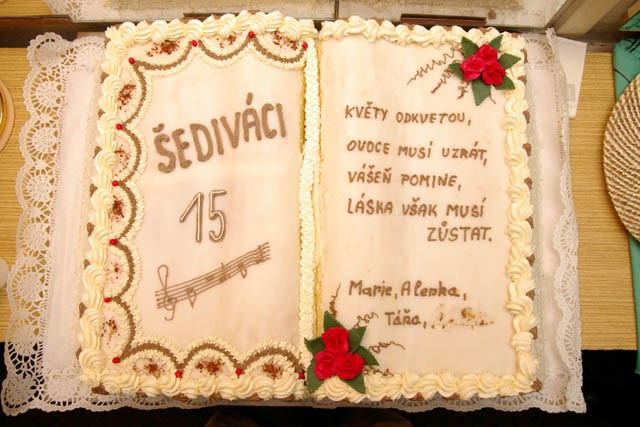 ŠEDIVÁCI
15
KVĚTY ODKVETOU,
OVOCE MUSÍ UZRÁT,
VÁŠEŇ POMINE,
LÁSKA VŠAK MUSÍ
ZŮSTAT.
Marie, Alenka,
Táňa,